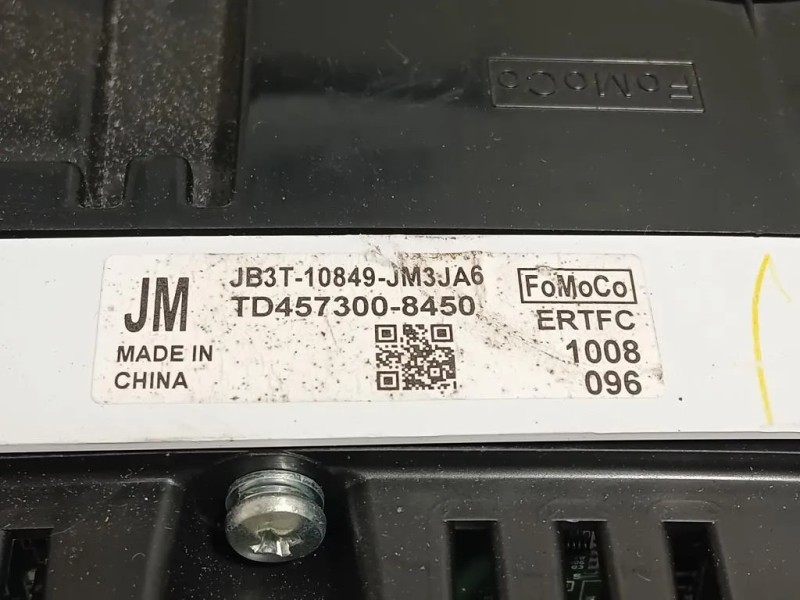 FoMoCo
JM
JB3T-10849-JM3JA6
TD457300-8450
MADE IN
CHINA
FoMoCo
ERTFC
1008
096